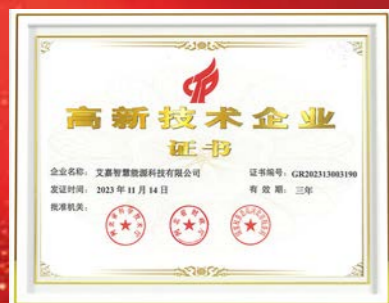 高新技术企业
证书
企业名称：艾嘉智慧能源科技有限公司
证书编号：GR202313003190
发证时间：2023年11月14日
有效期：三年
批准机关：